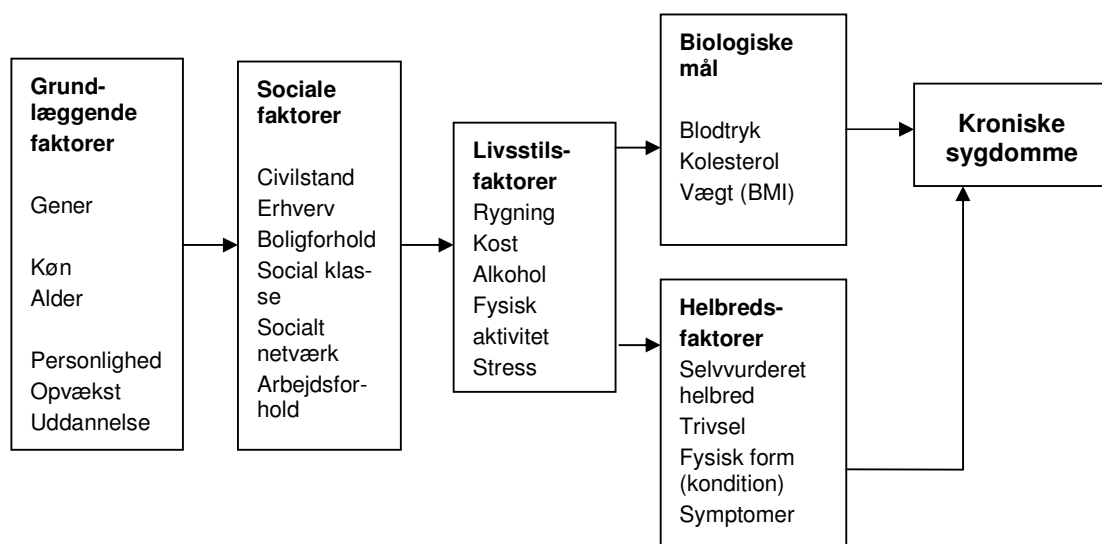 Grund-
læggende
faktorer
Gener
Køn
Alder
Personlighed
Opvækst
Uddannelse
Sociale
faktorer
Civilstand
Erhverv
Boligforhold
Social klas-
se
Socialt
netværk
Arbejdsfor-
hold
Livsstils-
faktorer
Rygning
Kost
Alkohol
Fysisk
aktivitet
Stress
Biologiske
mål
Blodtryk
Kolesterol
Vægt (BMI)
Helbreds-
faktorer
Selvvurderet
helbred
Trivsel
Fysisk form
(kondition)
Symptomer
Kroniske
sygdomme